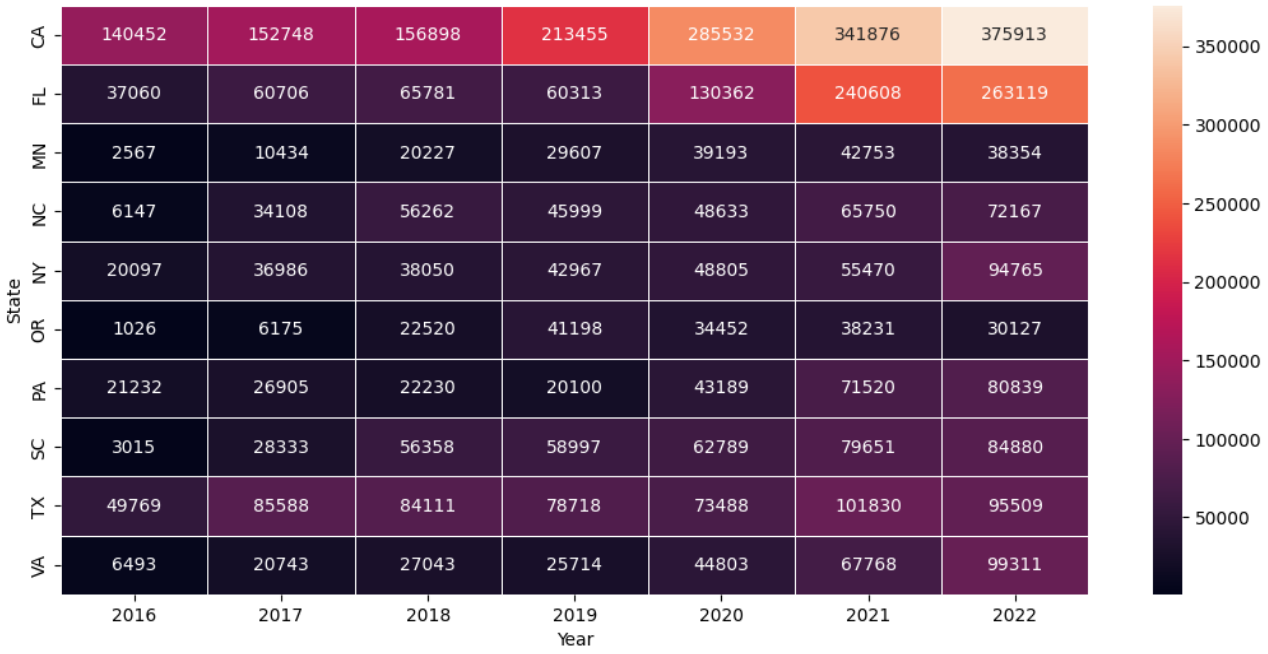 CA 140452 152748 156898 213455 285532 341876 375913
FL 37060 60706 65781 60313 130362 240608 263119
MN 2567 10434 20227 29607 39193 42753 38354
NC 6147 34108 56262 45999 48633 65750 72167
NY 20097 36986 38050 42967 48805 55470 94765
OR 1026 6175 22520 41198 34452 38231 30127
PA 21232 26905 22230 20100 43189 71520 80839
SC 3015 28333 56358 58997 62789 79651 84880
TX 49769 85588 84111 78718 73488 101830 95509
VA 6493 20743 27043 25714 44803 67768 99311
State
2016 2017 2018 2019 2020 2021 2022
Year
350000
300000
250000
200000
150000
100000
50000